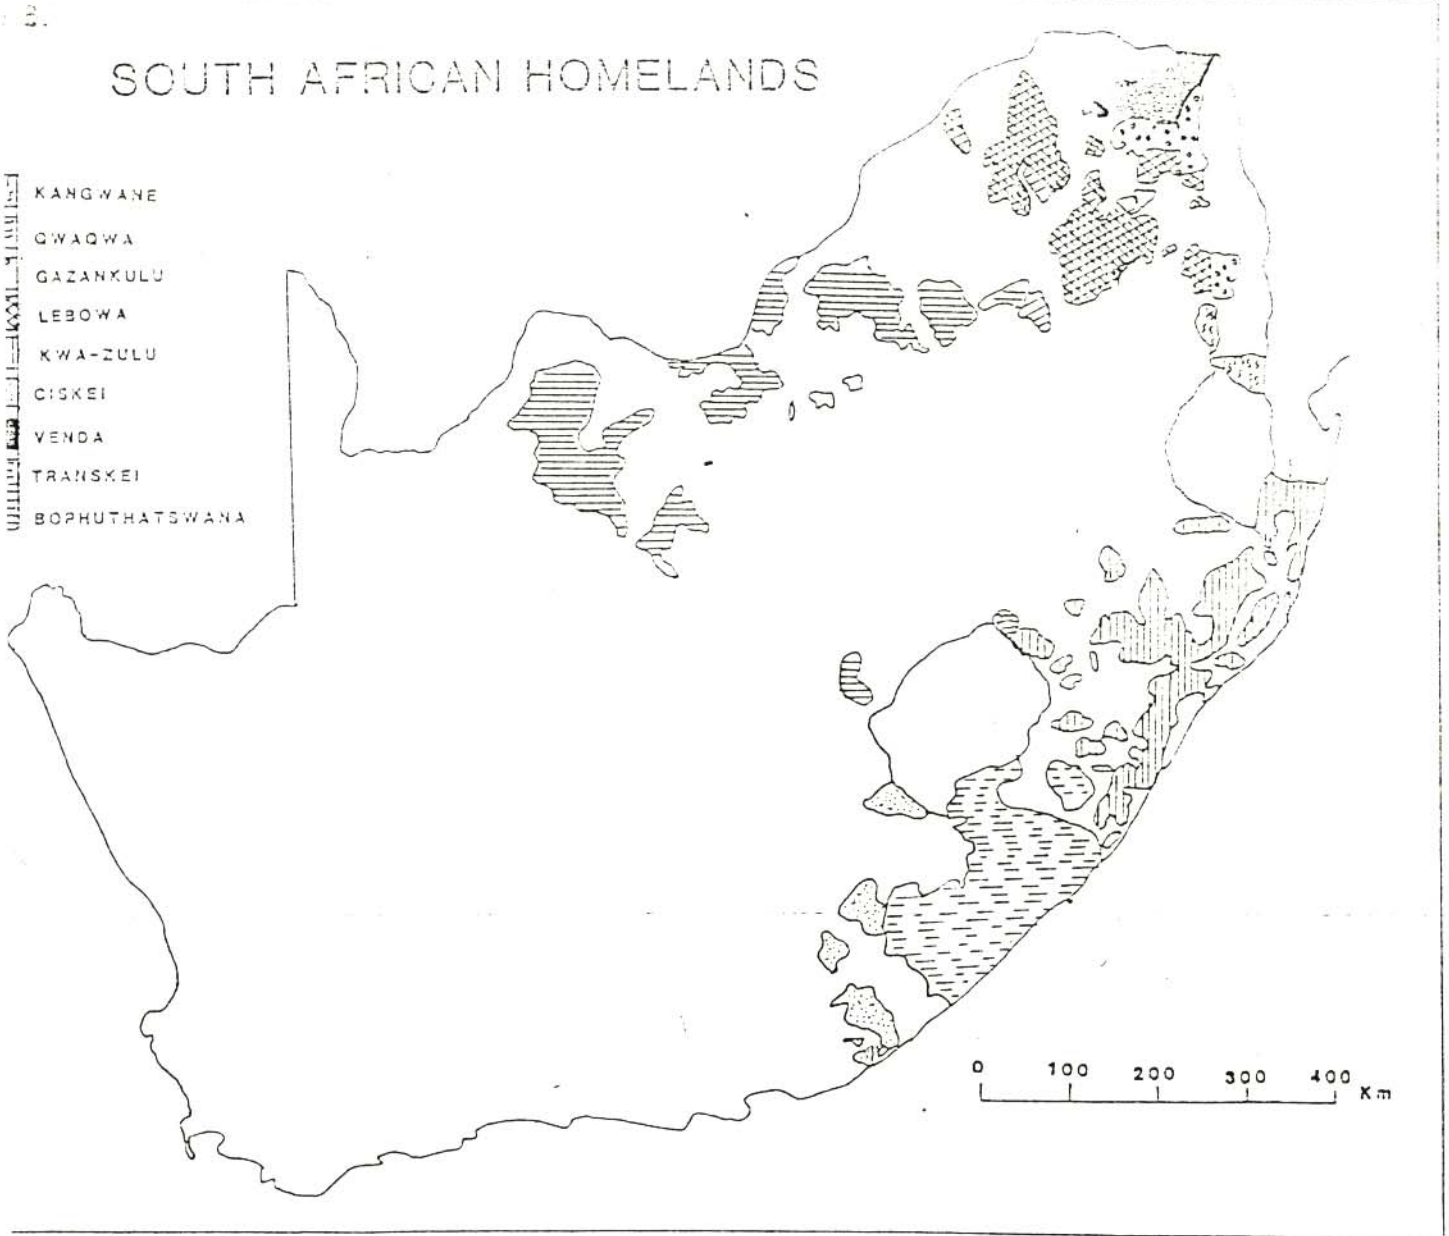 SOUTH AFRICAN HOMELANDS
KANGWANE
QWAQWA
GAZANKULU
LEBOWA
KWA-ZULU
CISKEI
VENDA
TRANSKEI
BOPHUTHATSWANA
0 100 200 300 400 Km